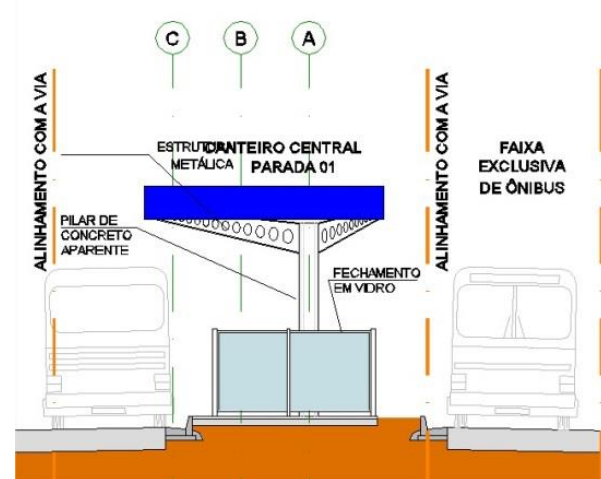 C
B
A
ALINHAMENTO COM A VIA
ESTRUTURA
METÁLICA
CANTEIRO CENTRAL
PARADA 01
ALINHAMENTO COM A VIA
FAIXA
EXCLUSIVA
DE ÔNIBUS
PILAR DE
CONCRETO
APARENTE
FECHAMENTO
EM VIDRO